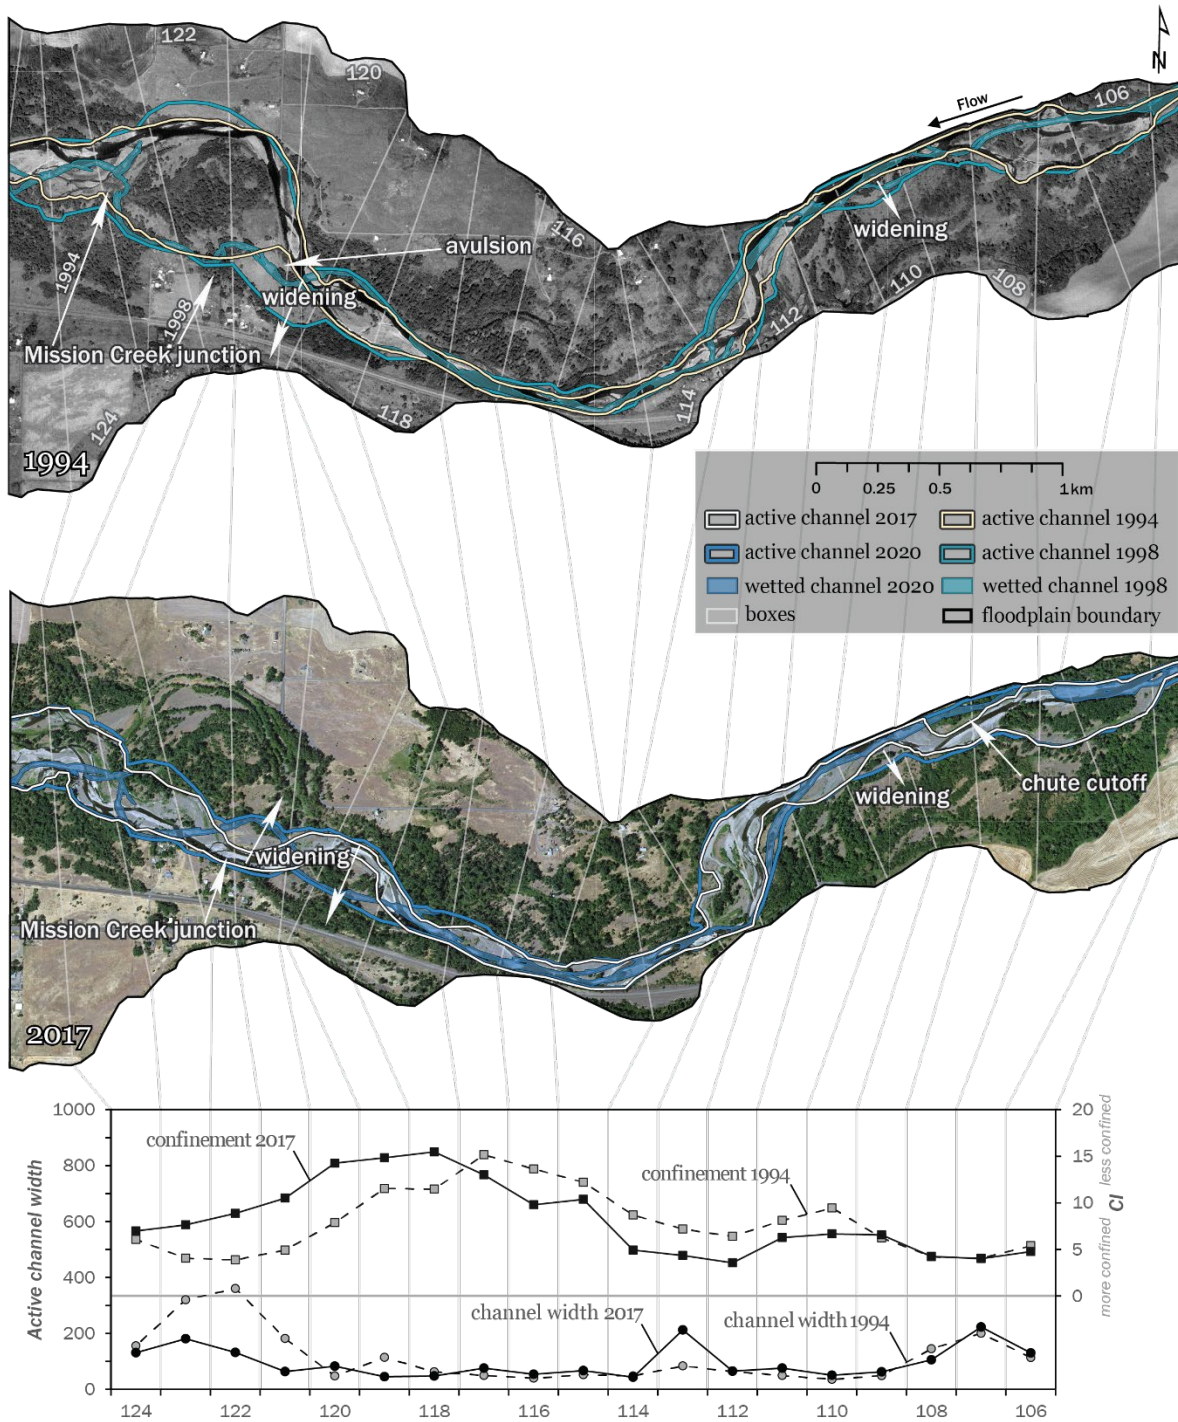 122
120
106
Flow
N
116
avulsion
widening
110
108
1994
1998
widening
112
Mission Creek junction
118
114
124
1994
0 0.25 0.5 1km
active channel 2017 active channel 1994
active channel 2020 active channel 1998
wetted channel 2020 wetted channel 1998
boxes floodplain boundary
widening
chute cutoff
widening
Mission Creek junction
2017
1000
800
600
400
200
0
Active channel width
20
15
10
5
0
CI
less confined
more confined
confinement 2017
confinement 1994
channel width 2017
channel width 1994
124 122 120 118 116 114 112 110 108 106